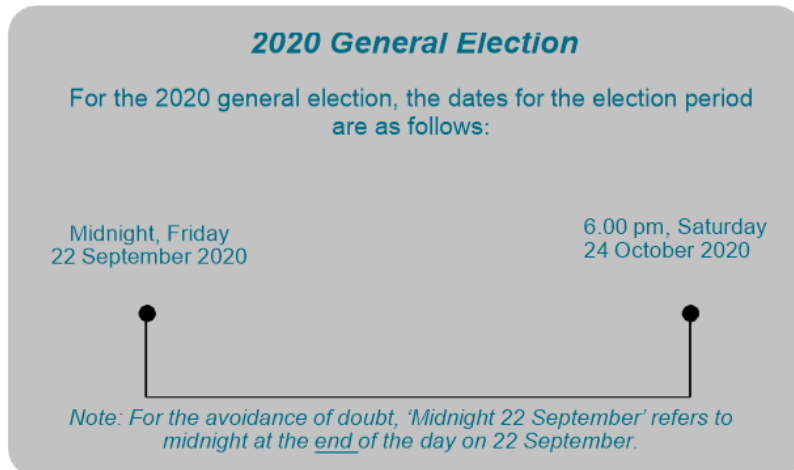 2020 General Election
For the 2020 general election, the dates for the election period
are as follows:
Midnight, Friday
22 September 2020
6.00 pm, Saturday
24 October 2020
Note: For the avoidance of doubt, ‘Midnight 22 September’ refers to
midnight at the end of the day on 22 September.